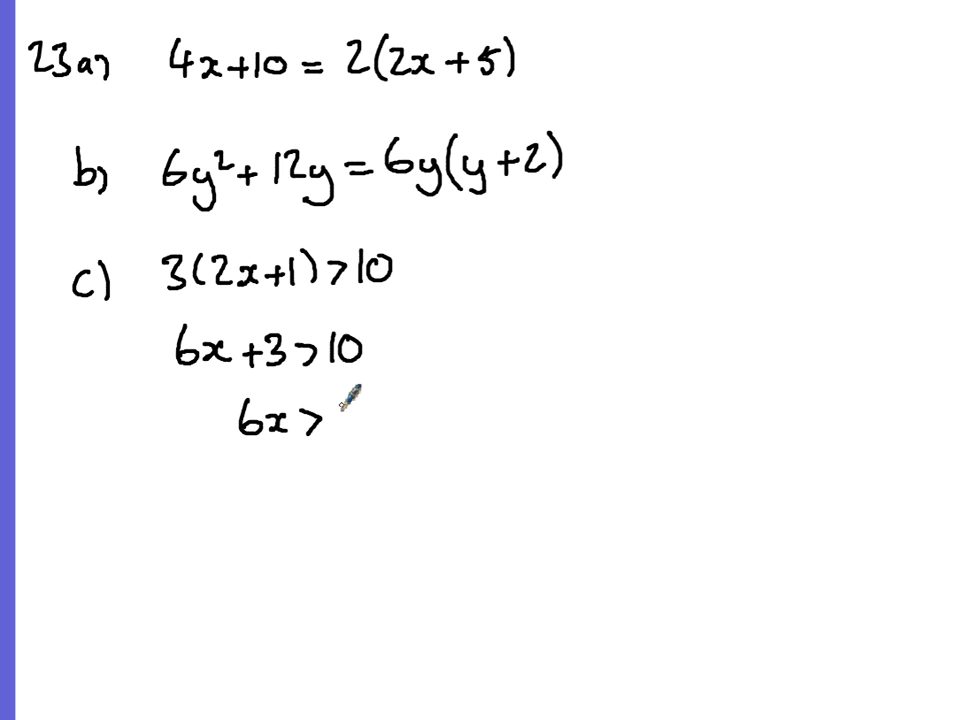 23a) 4x+10 = 2(2x+5)
b) 6y²+12y = 6y(y+2)
c) 3(2x+1)>10
6x+3>10
6x>